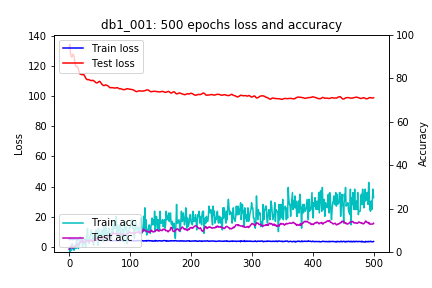 db1_001: 500 epochs loss and accuracy
140
120
100
80
60
40
20
0
Loss
Train loss
Test loss
Train acc
Test acc
100
80
60
40
20
0
Accuracy
0
100
200
300
400
500